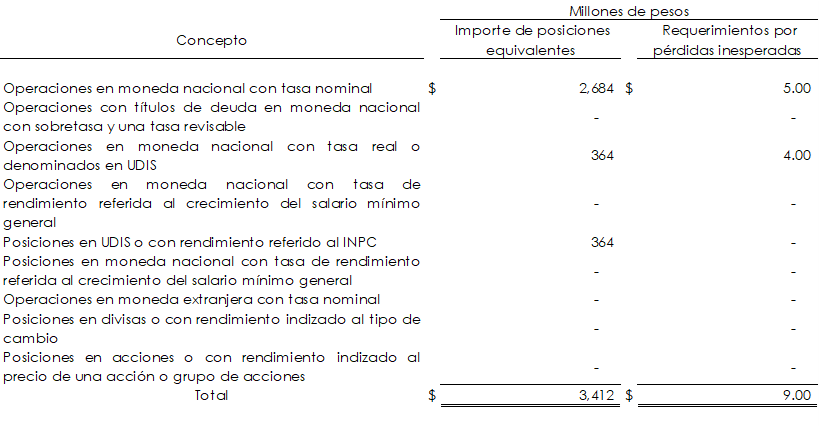 Millones de pesos
Concepto
Importe de posiciones equivalentes
Requerimientos por pérdidas inesperadas
Operaciones en moneda nacional con tasa nominal $ 2,684 $ 5.00
Operaciones con títulos de deuda en moneda nacional
con sobretasa y una tasa revisable - -
Operaciones en moneda nacional con tasa real o
denominados en UDIS 364 4.00
Operaciones en moneda nacional con tasa de
rendimiento referida al crecimiento del salario mínimo
general - -
Posiciones en UDIS o con rendimiento referido al INPC 364 -
Posiciones en moneda nacional con tasa de rendimiento
referida al crecimiento del salario mínimo general - -
Operaciones en moneda extranjera con tasa nominal - -
Posiciones en divisas o con rendimiento indizado al tipo de
cambio - -
Posiciones en acciones o con rendimiento indizado al
precio de una acción o grupo de acciones - -
Total $ 3,412 $ 9.00